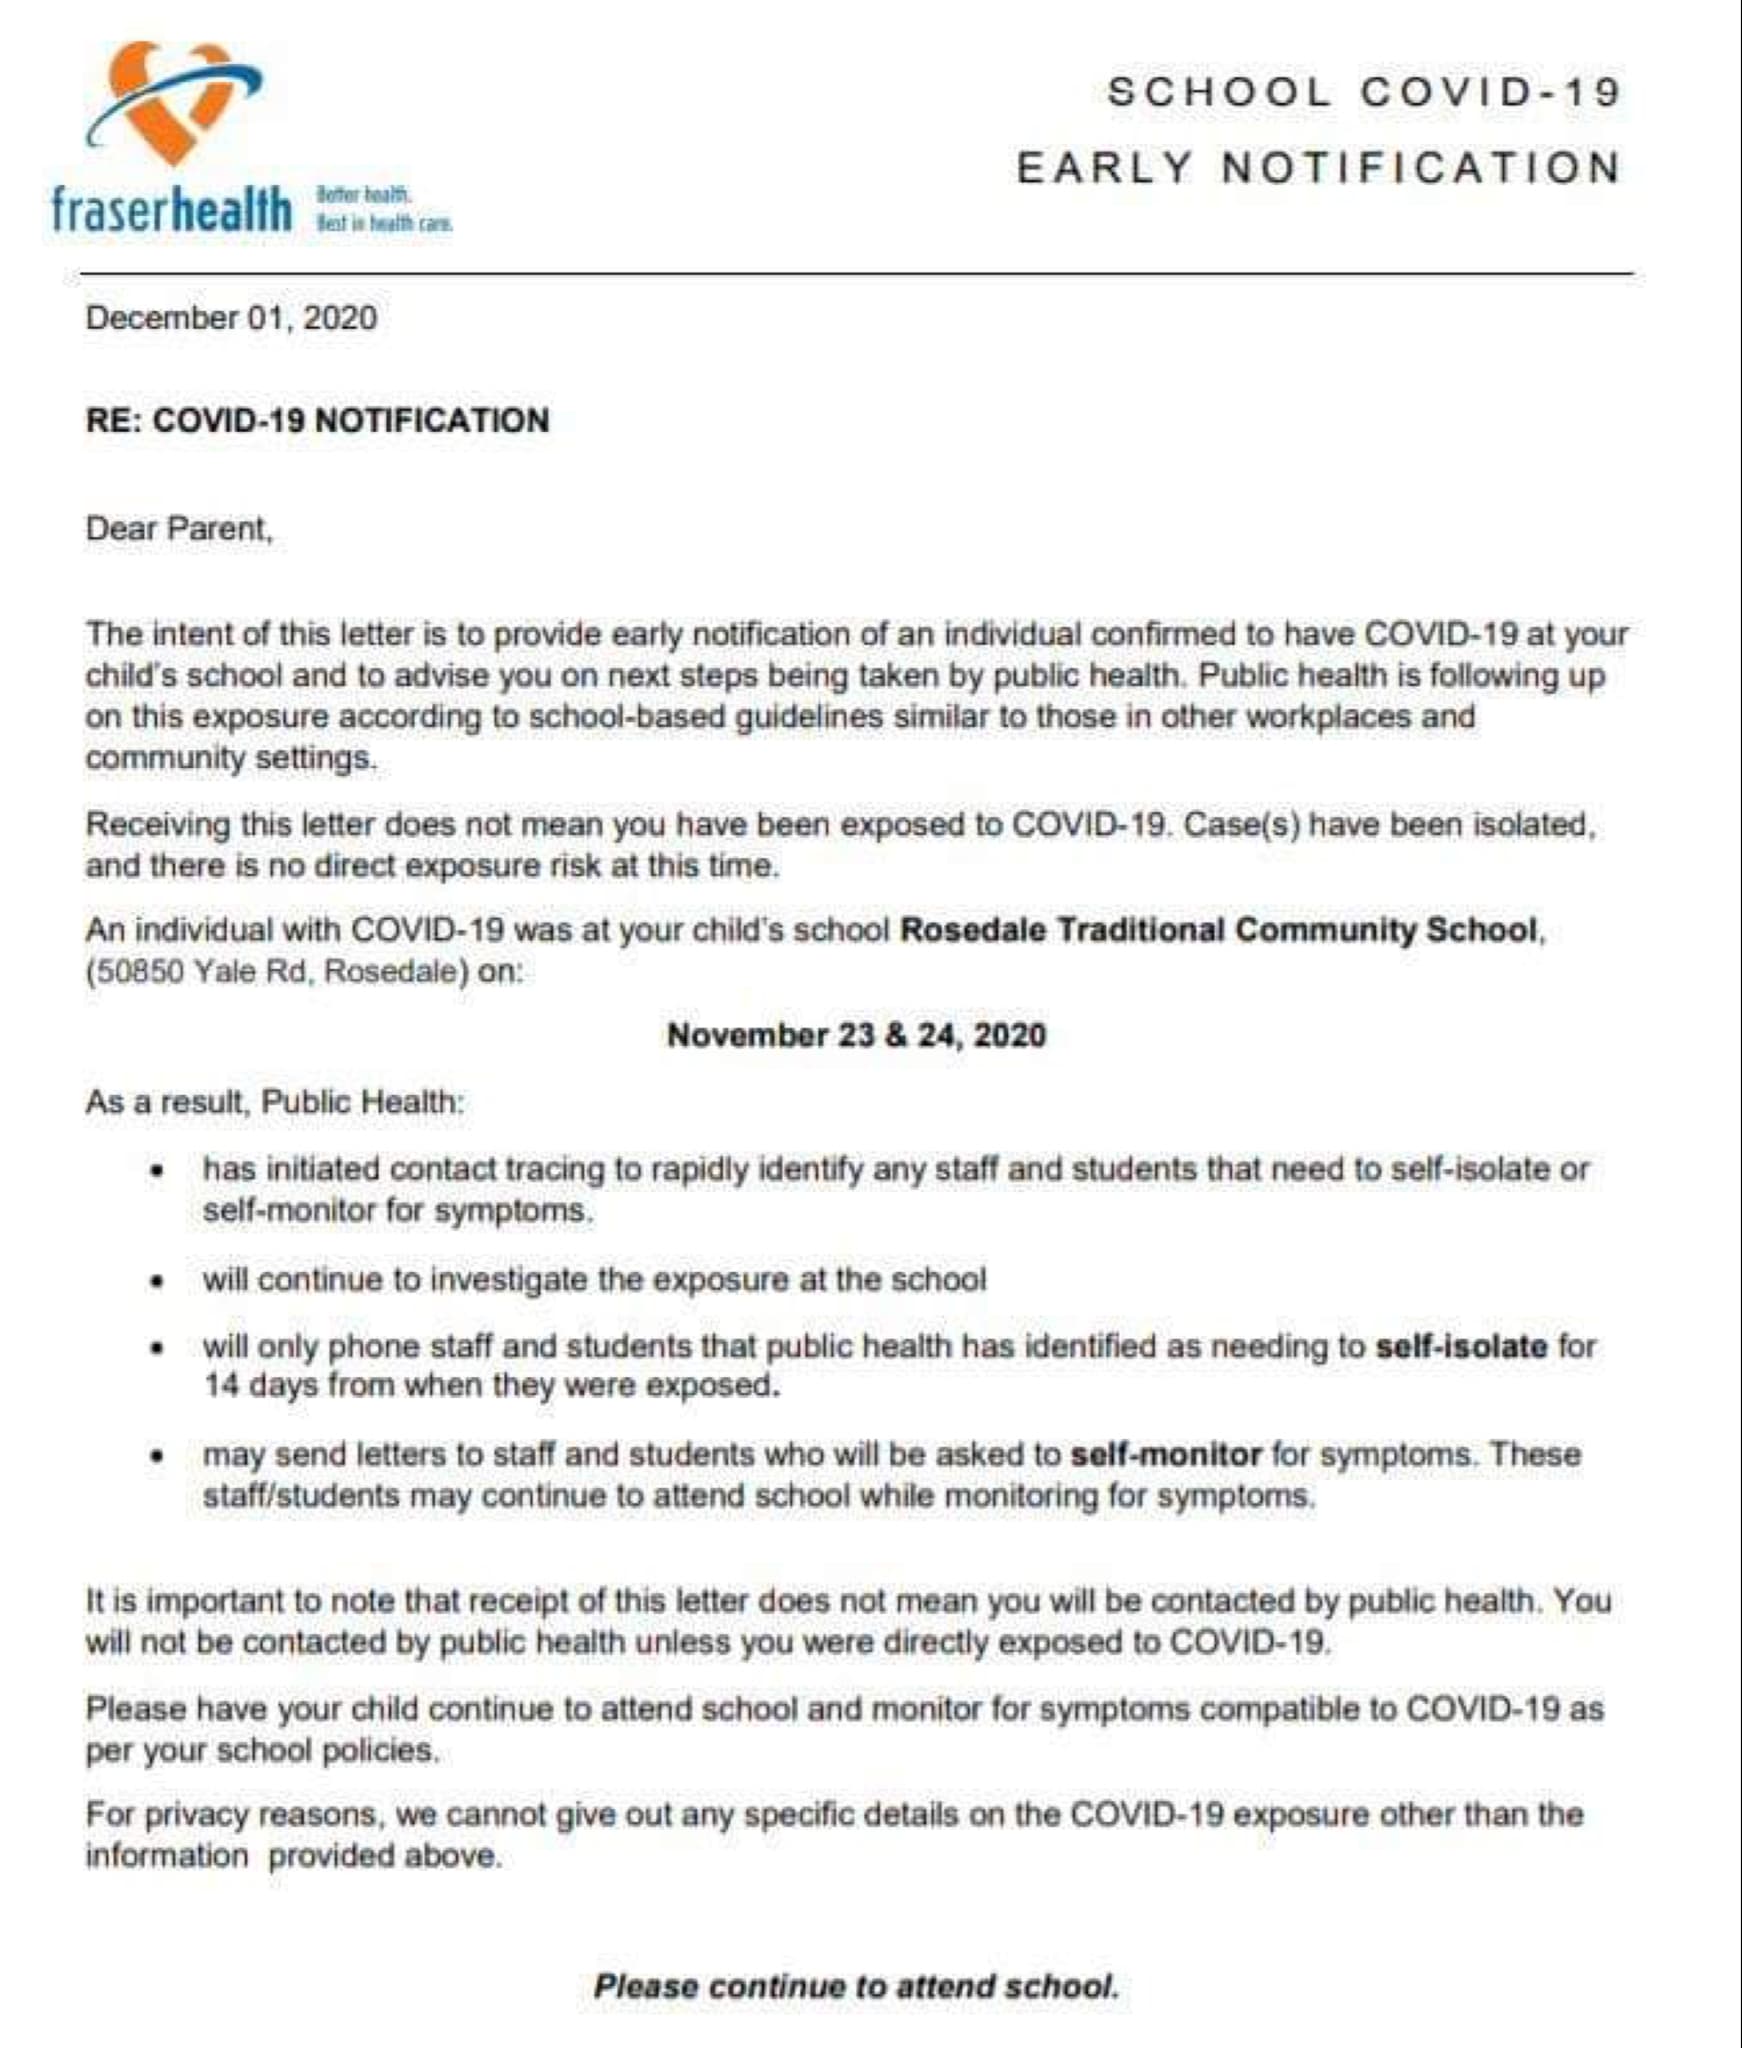 SCHOOL COVID-19
EARLY NOTIFICATION
fraserhealth
Better health.
Best in health care.
December 01, 2020
RE: COVID-19 NOTIFICATION
Dear Parent,
The intent of this letter is to provide early notification of an individual confirmed to have COVID-19 at your
child's school and to advise you on next steps being taken by public health. Public health is following up
on this exposure according to school-based guidelines similar to those in other workplaces and
community settings.
Receiving this letter does not mean you have been exposed to COVID-19. Case(s) have been isolated,
and there is no direct exposure risk at this time.
An individual with COVID-19 was at your child's school Rosedale Traditional Community School,
(50850 Yale Rd, Rosedale) on:
November 23 & 24, 2020
As a result, Public Health:
• has initiated contact tracing to rapidly identify any staff and students that need to self-isolate or
self-monitor for symptoms.
• will continue to investigate the exposure at the school
• will only phone staff and students that public health has identified as needing to self-isolate for
14 days from when they were exposed.
• may send letters to staff and students who will be asked to self-monitor for symptoms. These
staff/students may continue to attend school while monitoring for symptoms.
It is important to note that receipt of this letter does not mean you will be contacted by public health. You
will not be contacted by public health unless you were directly exposed to COVID-19.
Please have your child continue to attend school and monitor for symptoms compatible to COVID-19 as
per your school policies.
For privacy reasons, we cannot give out any specific details on the COVID-19 exposure other than the
information provided above.
Please continue to attend school.